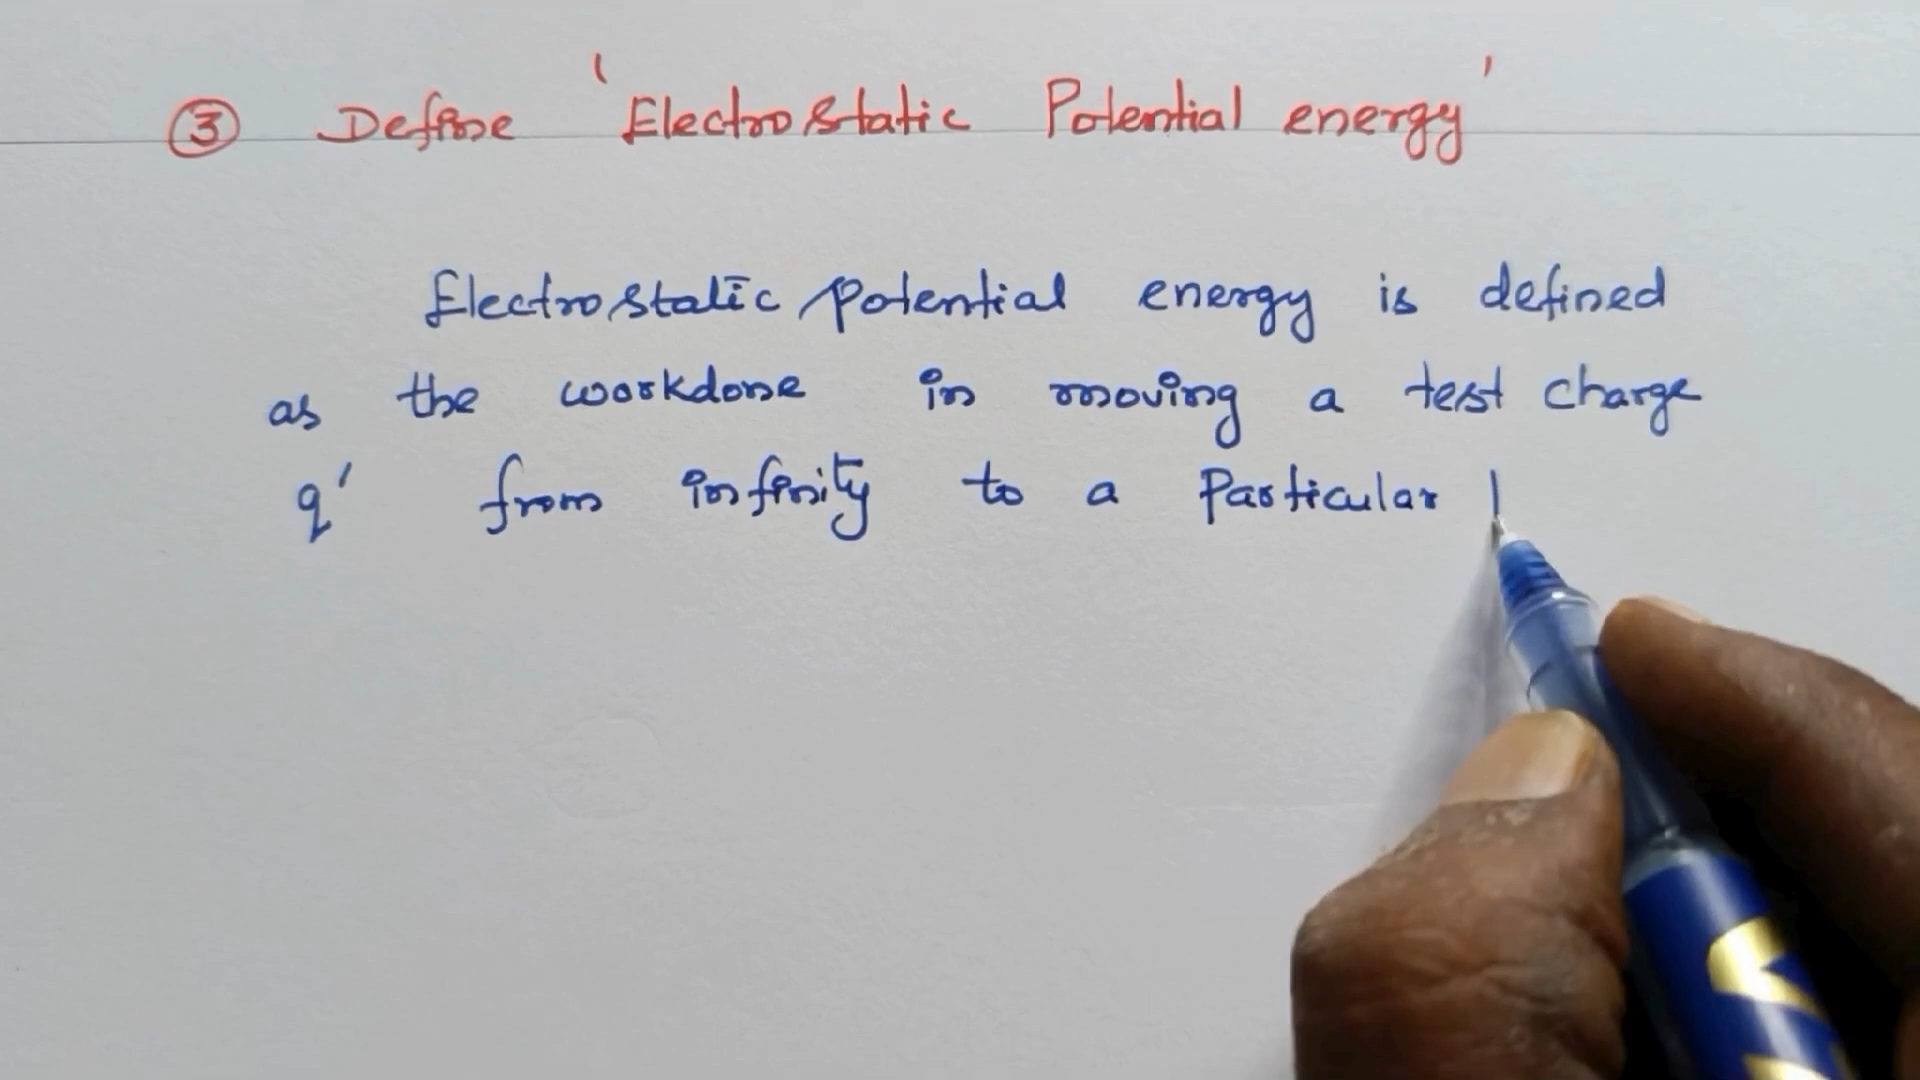 ③ Define 'Electrostatic Potential energy'
Electrostatic potential energy is defined
as the workdone in moving a test charge
q' from infinity to a Particular